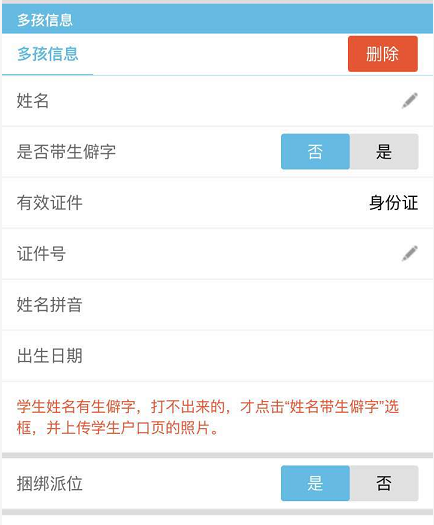 多孩信息
多孩信息 删除
姓名
是否带生僻字 否 是
有效证件 身份证
证件号
姓名拼音
出生日期
学生姓名有生僻字，打不出来的，才点击“姓名带生僻字”选
框，并上传学生户口页的照片。
捆绑派位 是 否